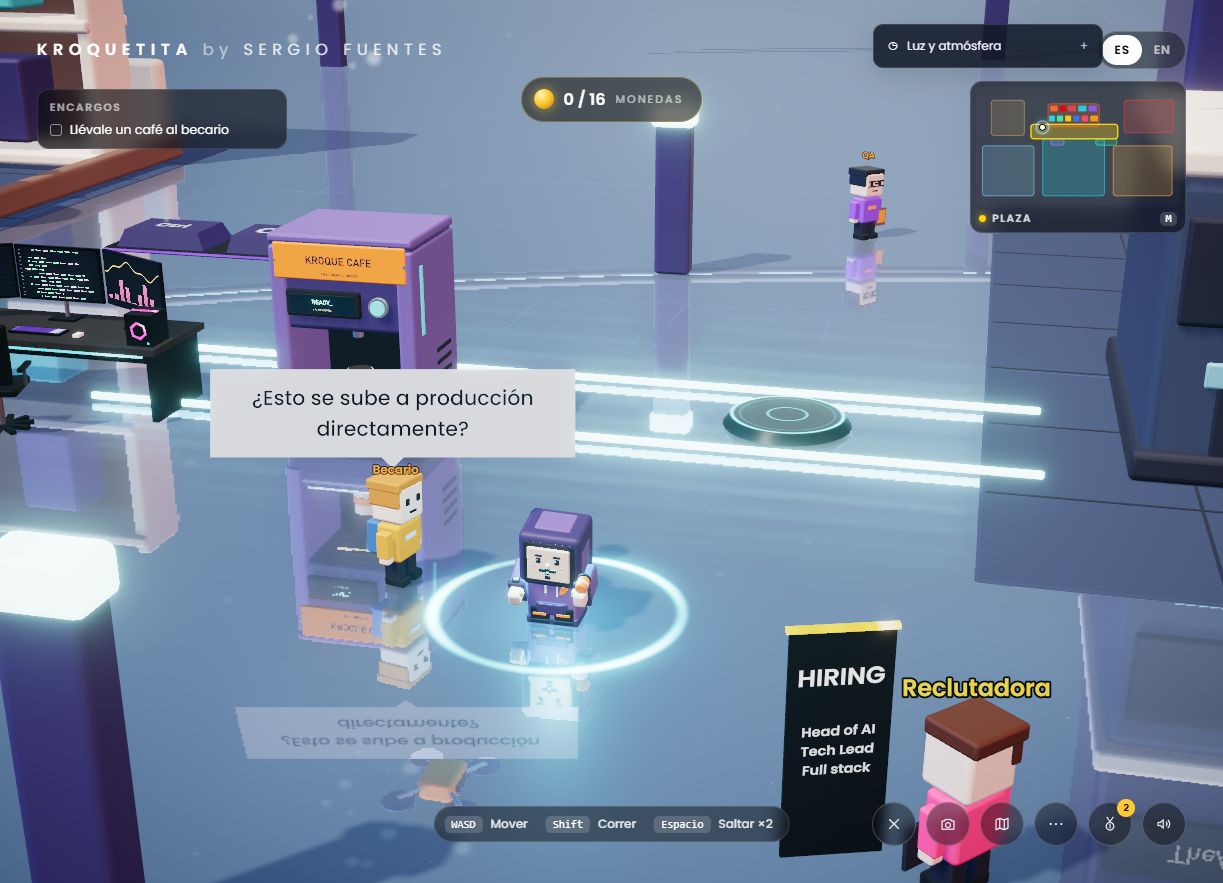 KROQUETITA by SERGIO FUENTES
Luz y atmósfera +
ES EN
ENCARGOS
Llévale un café al becario
0 / 16 MONEDAS
QA
PLAZA M
KROQUE CAFE
READY_
¿Esto se sube a producción
directamente?
Becario
HIRING
Head of AI
Tech Lead
Full stack
Reclutadora
WASD Mover Shift Correr Espacio Saltar ×2
2